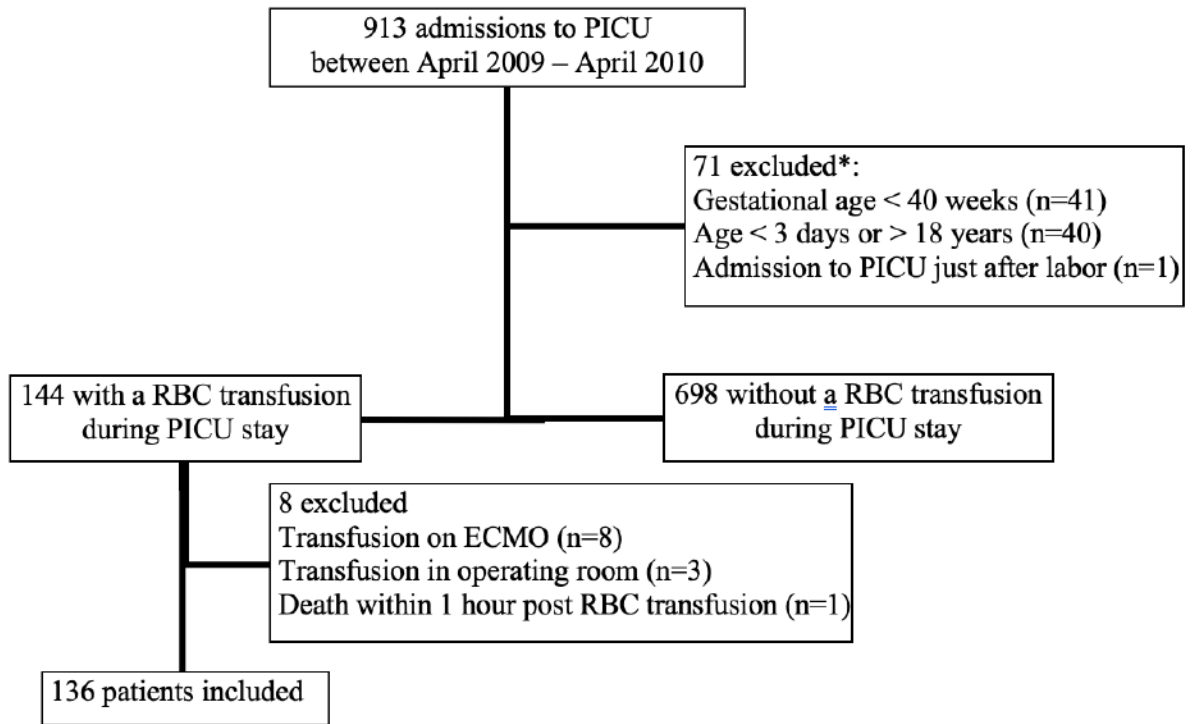 913 admissions to PICU
between April 2009 – April 2010
71 excluded*:
Gestational age < 40 weeks (n=41)
Age < 3 days or > 18 years (n=40)
Admission to PICU just after labor (n=1)
144 with a RBC transfusion
during PICU stay
698 without a RBC transfusion
during PICU stay
8 excluded
Transfusion on ECMO (n=8)
Transfusion in operating room (n=3)
Death within 1 hour post RBC transfusion (n=1)
136 patients included